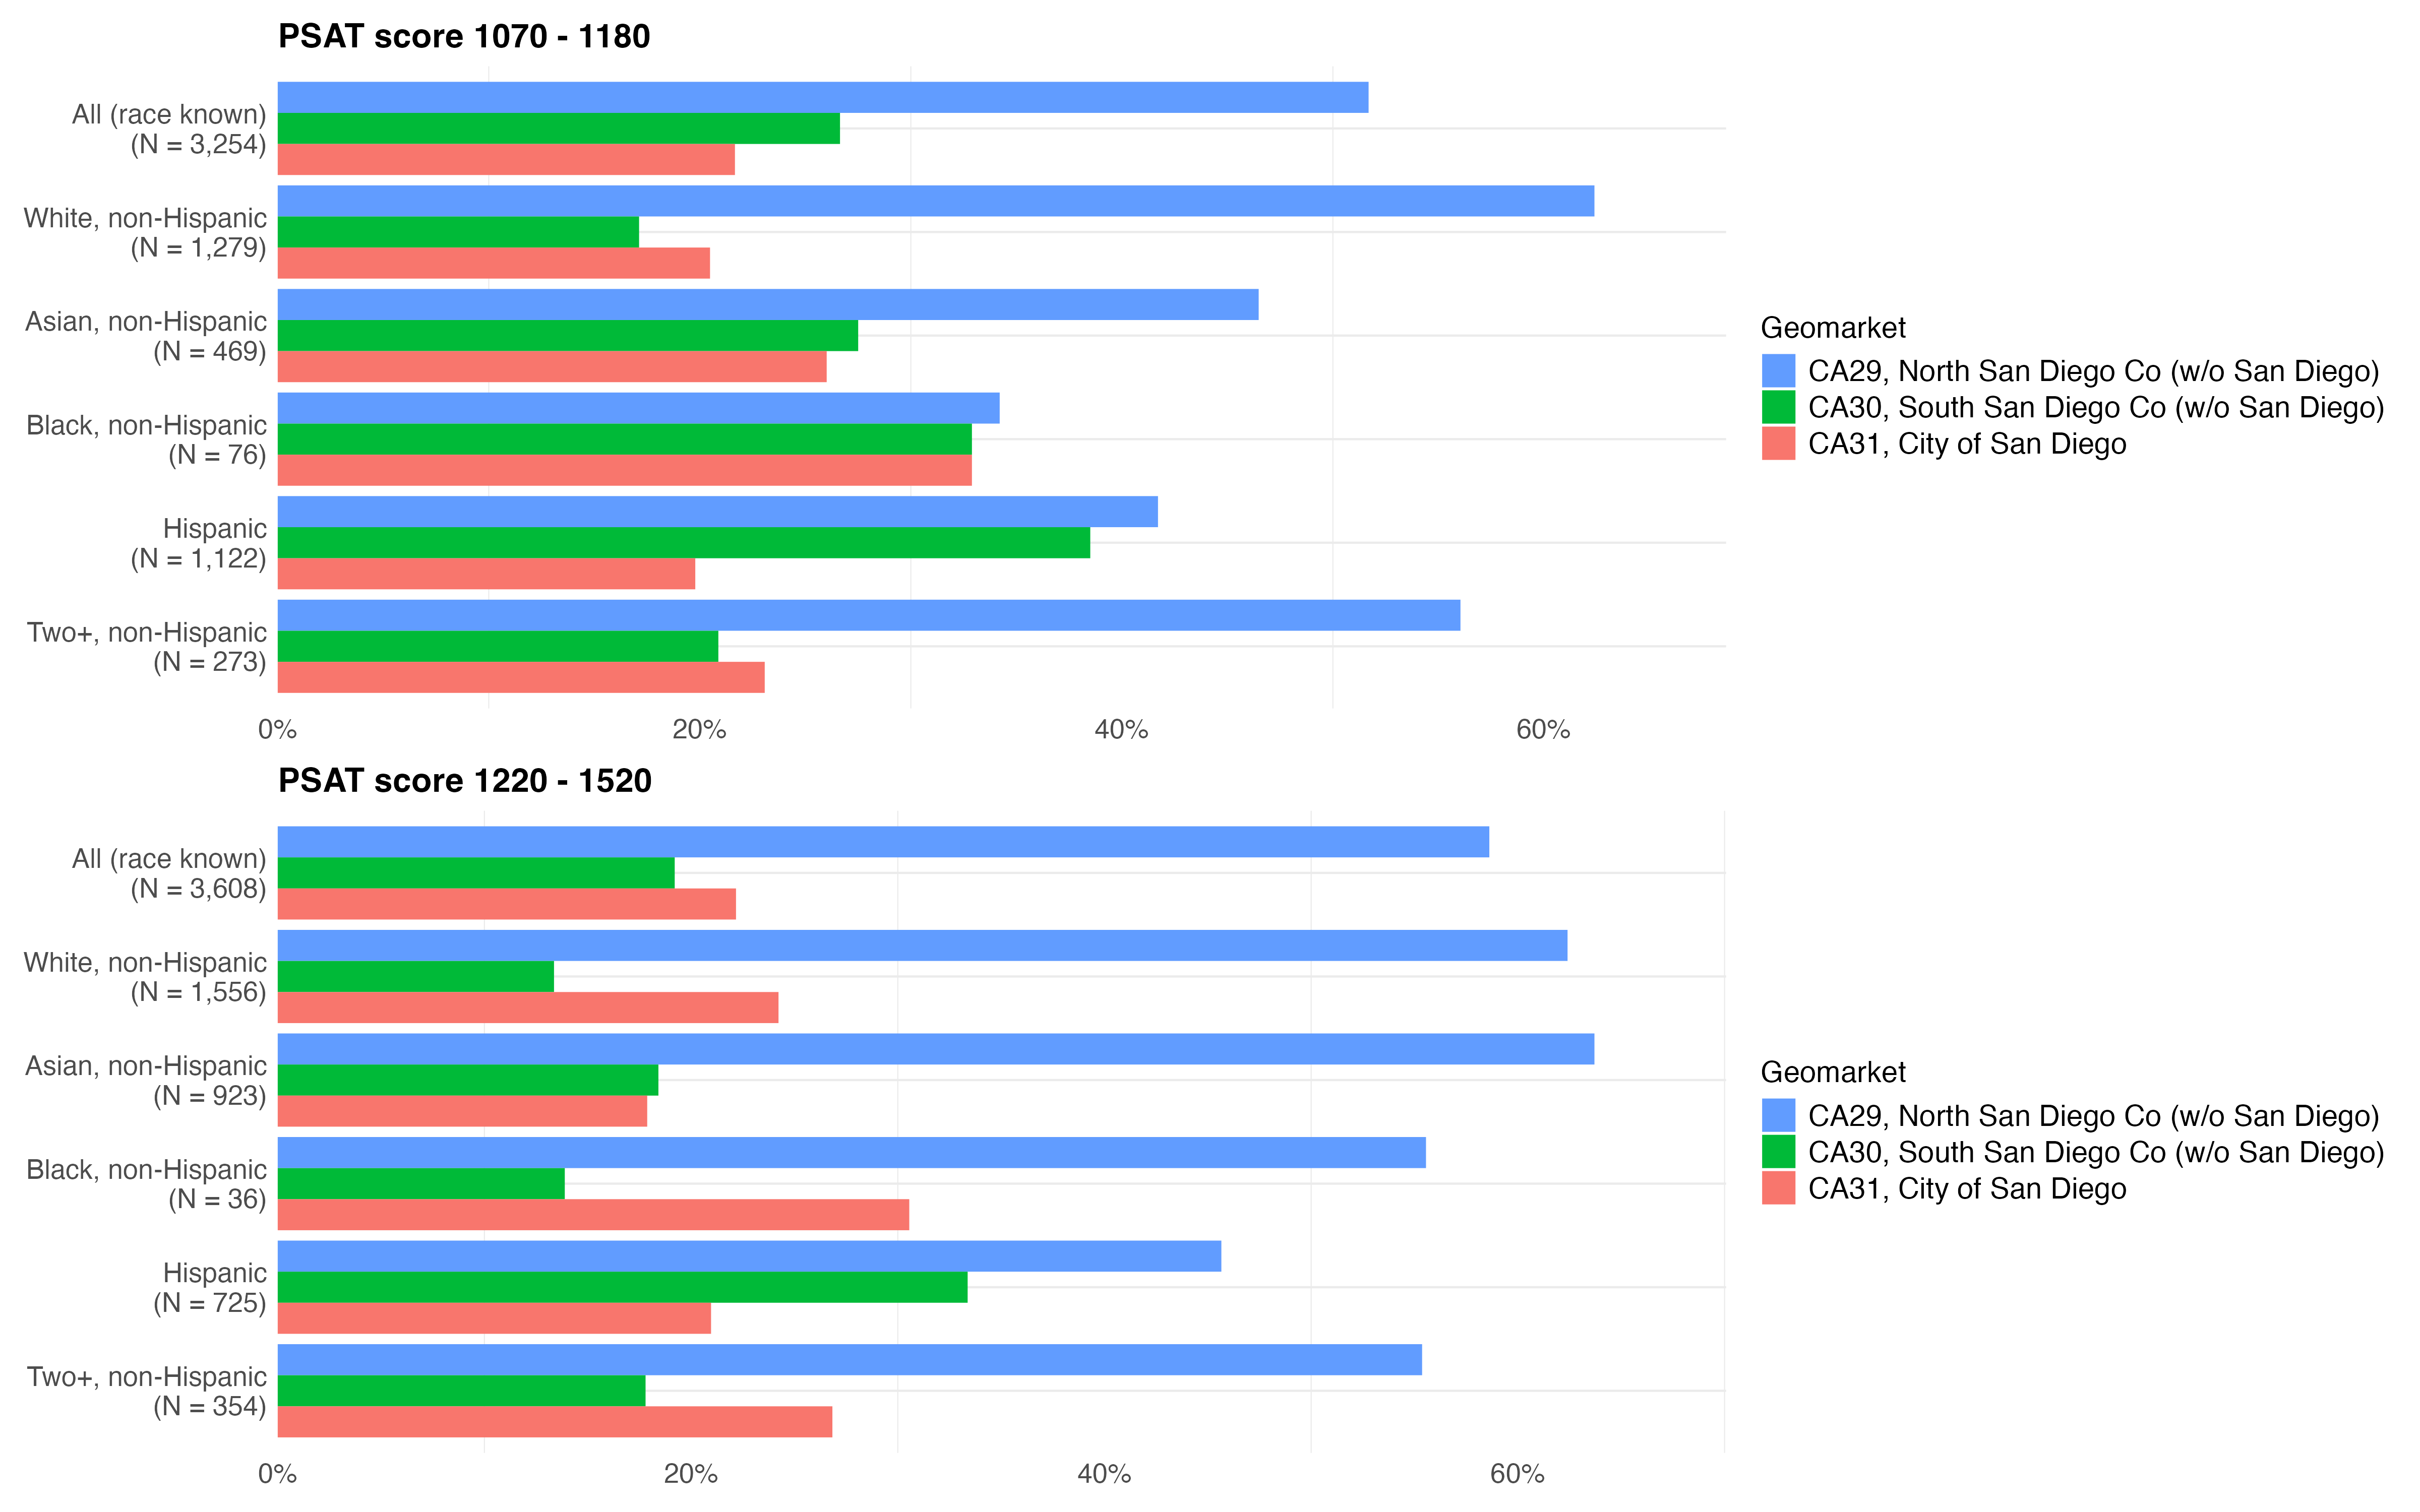 PSAT score 1070 - 1180
All (race known)
(N = 3,254)
White, non-Hispanic
(N = 1,279)
Asian, non-Hispanic
(N = 469)
Black, non-Hispanic
(N = 76)
Hispanic
(N = 1,122)
Two+, non-Hispanic
(N = 273)
0% 20% 40% 60%
Geomarket
CA29, North San Diego Co (w/o San Diego)
CA30, South San Diego Co (w/o San Diego)
CA31, City of San Diego
PSAT score 1220 - 1520
All (race known)
(N = 3,608)
White, non-Hispanic
(N = 1,556)
Asian, non-Hispanic
(N = 923)
Black, non-Hispanic
(N = 36)
Hispanic
(N = 725)
Two+, non-Hispanic
(N = 354)
0% 20% 40% 60%
Geomarket
CA29, North San Diego Co (w/o San Diego)
CA30, South San Diego Co (w/o San Diego)
CA31, City of San Diego